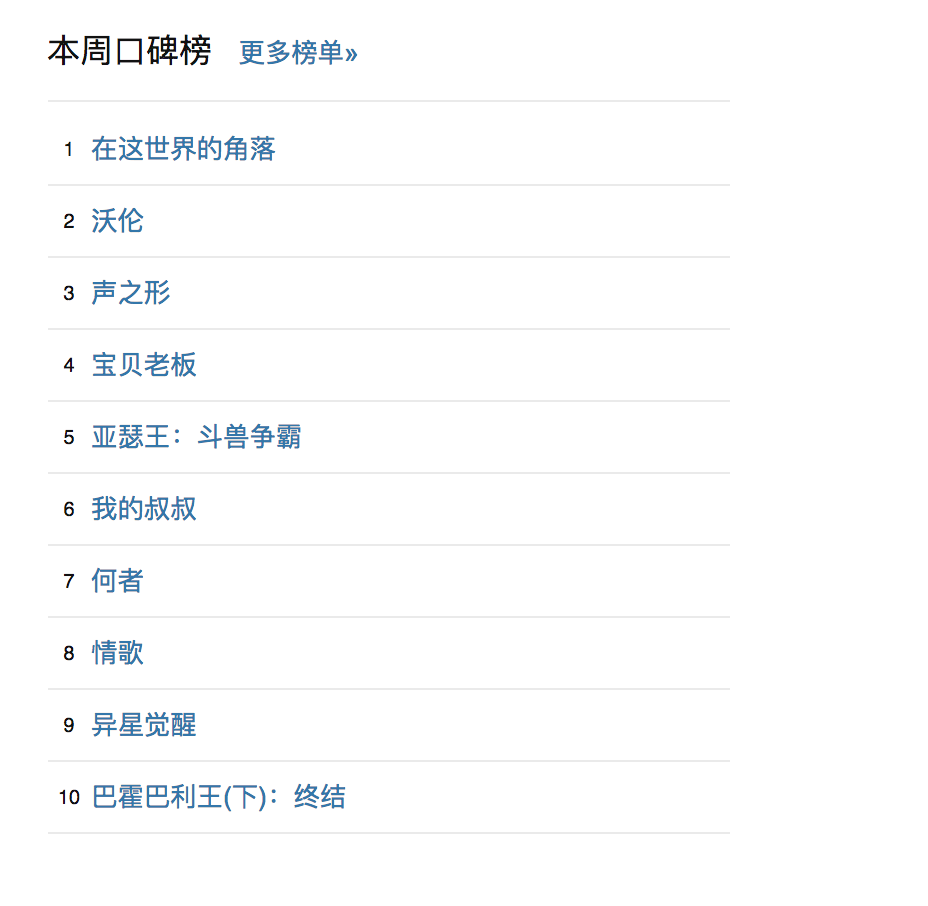 本周口碑榜 更多榜单»
1 在这世界的角落
2 沃伦
3 声之形
4 宝贝老板
5 亚瑟王：斗兽争霸
6 我的叔叔
7 何者
8 情歌
9 异星觉醒
10 巴霍巴利王(下)：终结